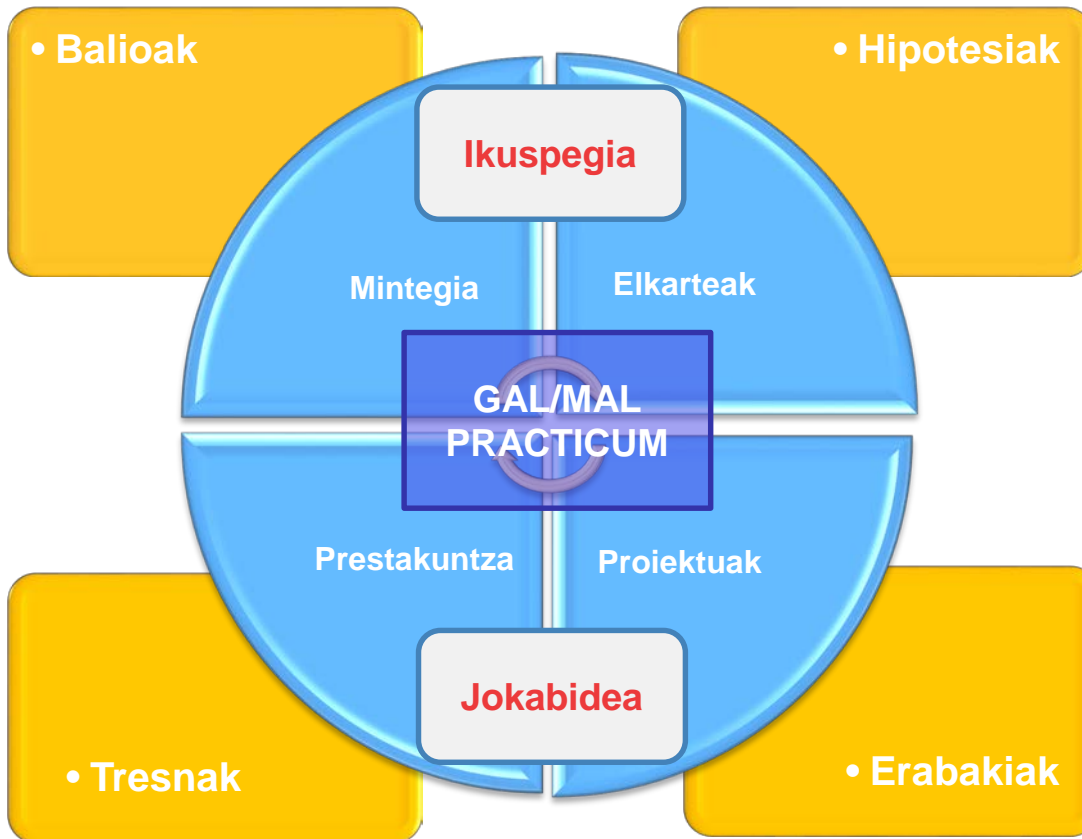 • Balioak
• Hipotesiak
Ikuspegia
Mintegia
Elkarteak
GAL/MAL
PRACTICUM
Prestakuntza
Proiektuak
Jokabidea
• Tresnak
• Erabakiak